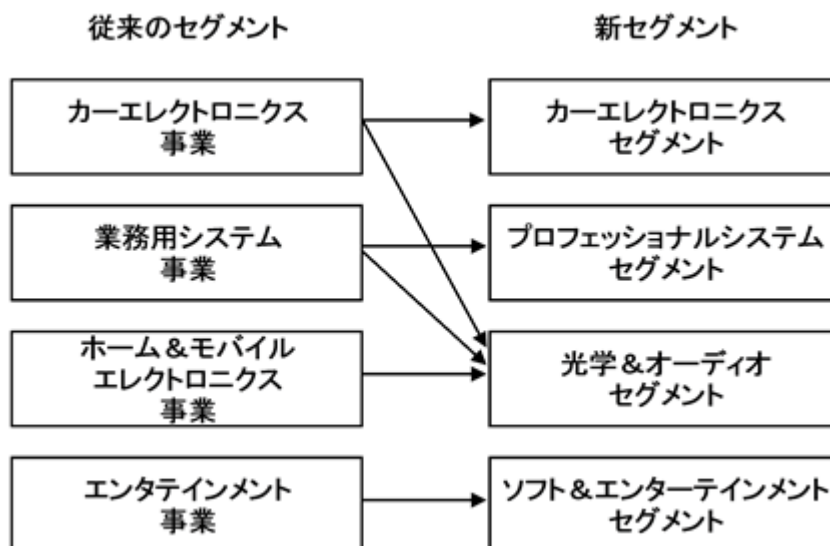 従来のセグメント
新セグメント
カーエレクトロニクス
事業
カーエレクトロニクス
セグメント
業務用システム
事業
プロフェッショナルシステム
セグメント
ホーム＆モバイル
エレクトロニクス
事業
光学＆オーディオ
セグメント
エンタテインメント
事業
ソフト＆エンターテインメント
セグメント